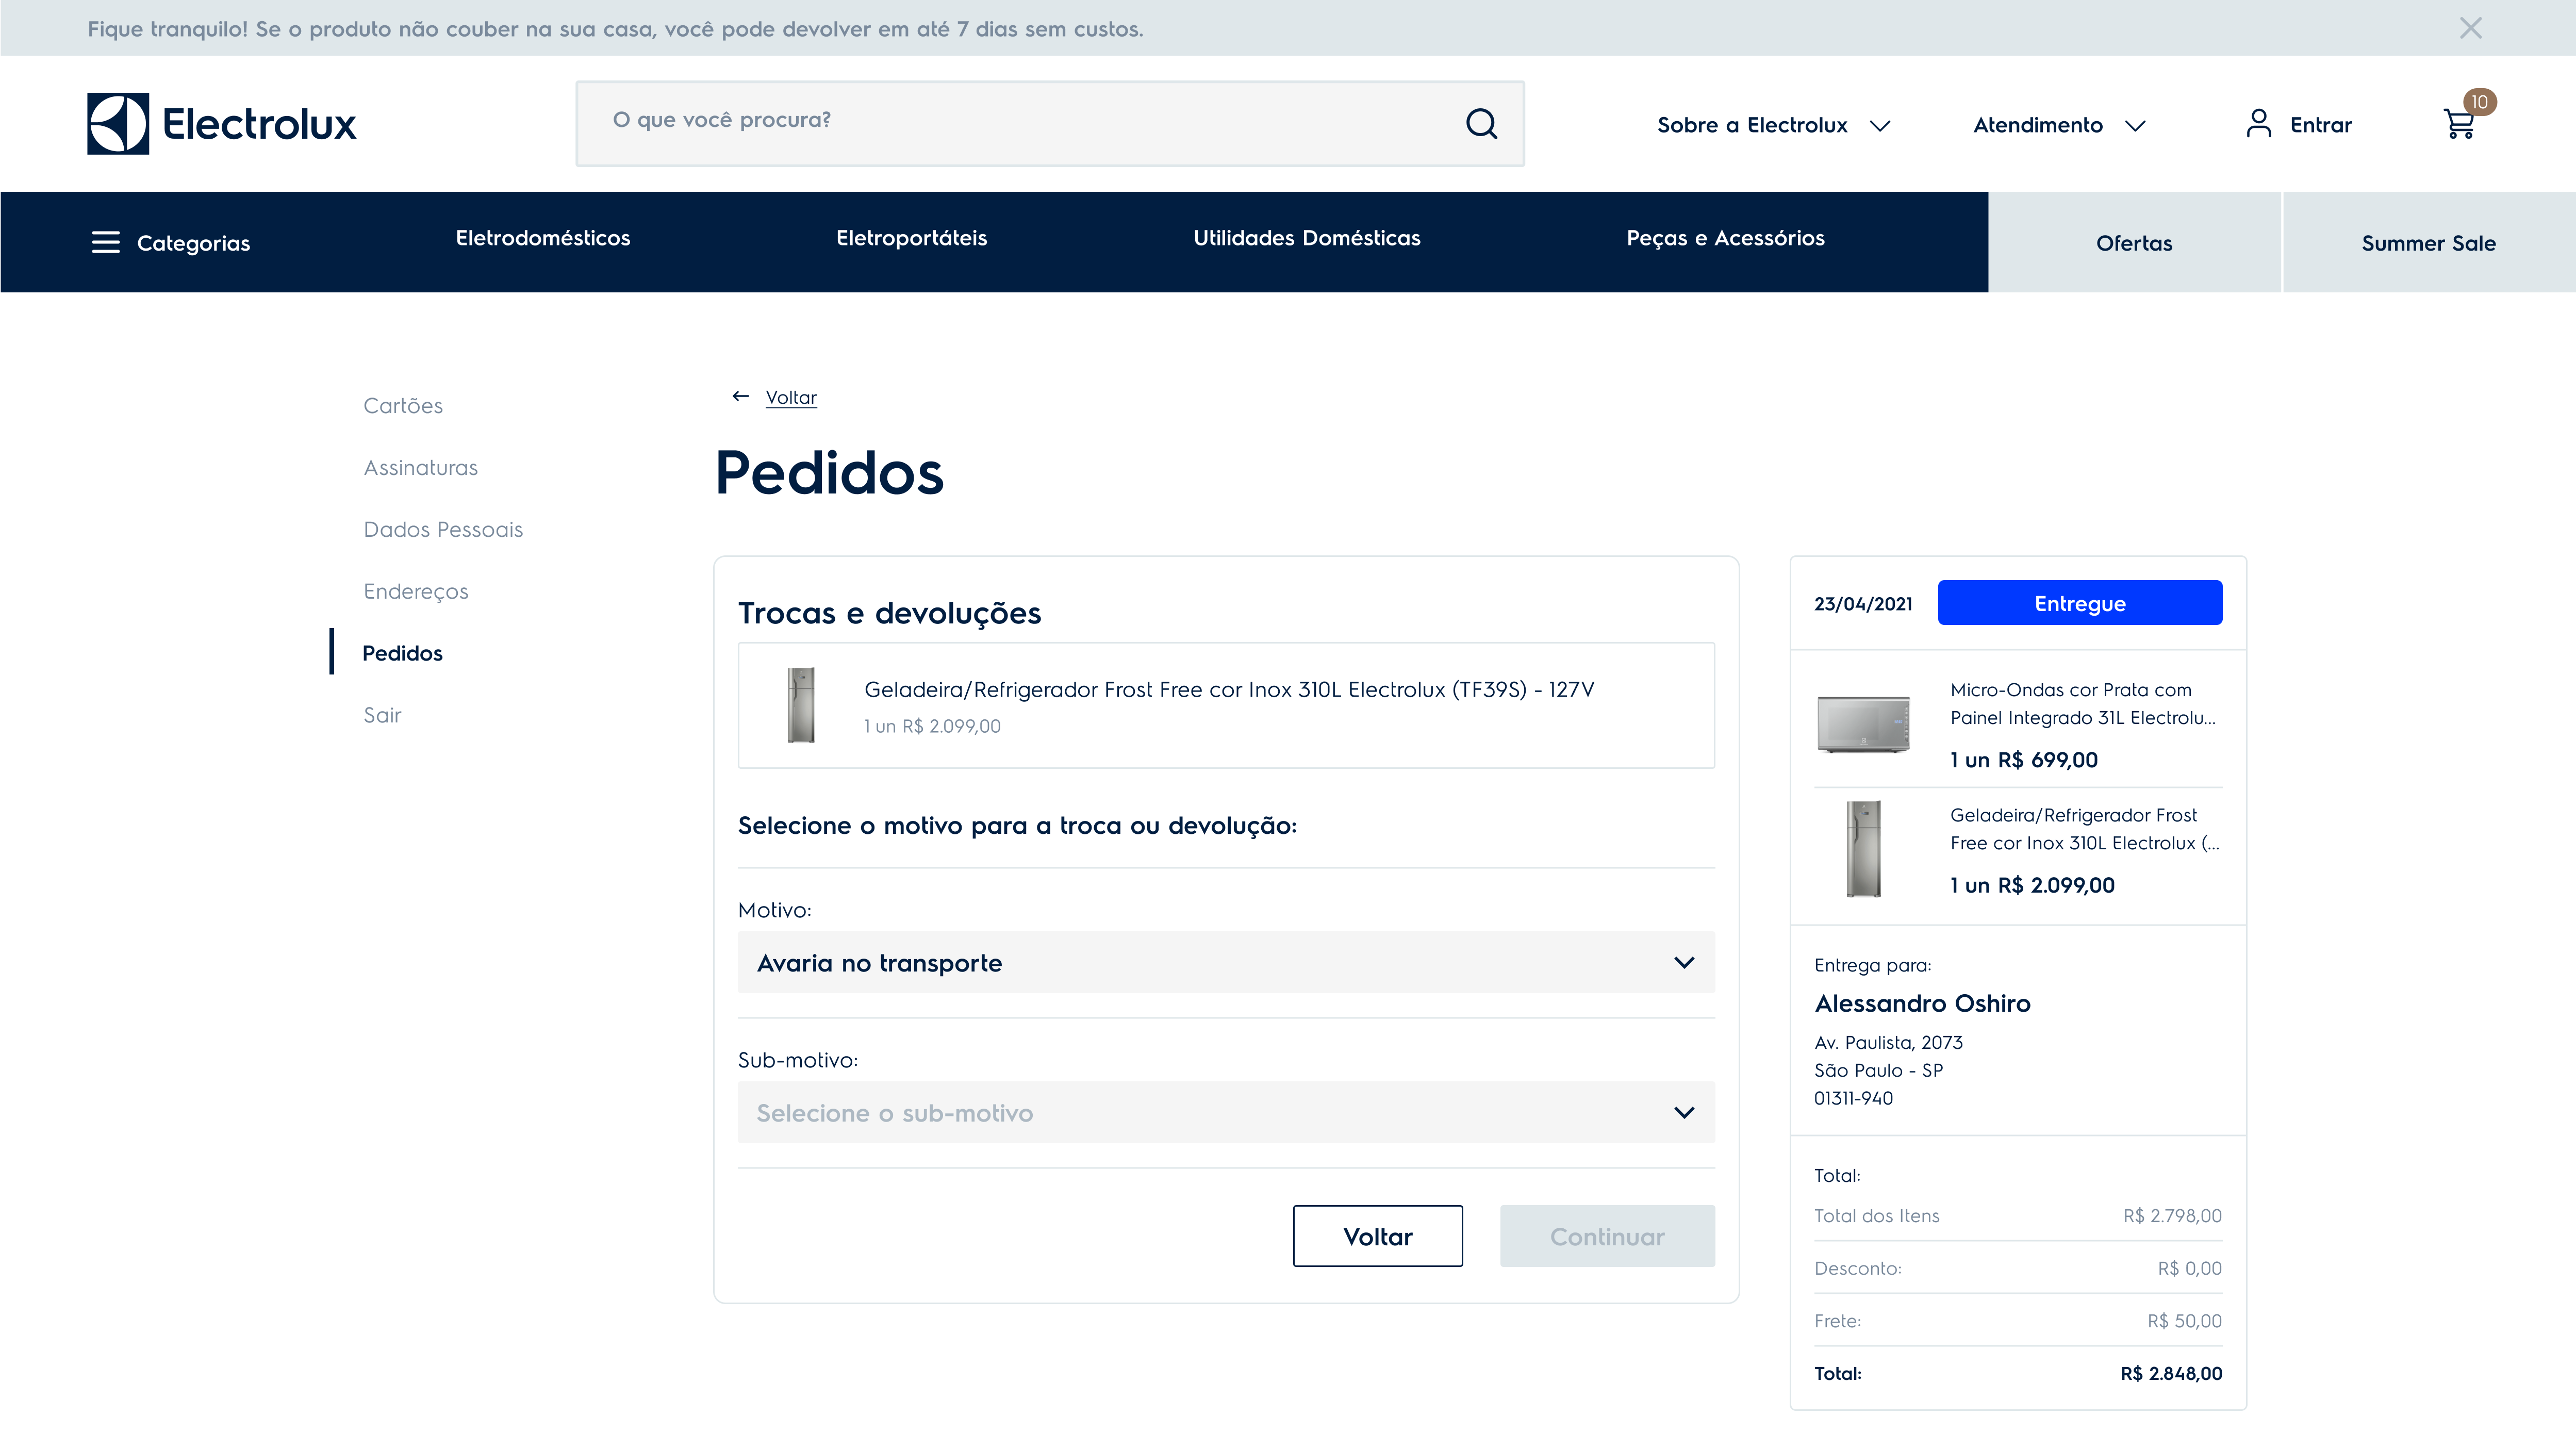 Fique tranquilo! Se o produto não couber na sua casa, você pode devolver em até 7 dias sem custos.
Electrolux
O que você procura?
Sobre a Electrolux
Atendimento
Entrar
10
Categorias
Eletrodomésticos
Eletroportáteis
Utilidades Domésticas
Peças e Acessórios
Ofertas
Summer Sale
Cartões
Assinaturas
Dados Pessoais
Endereços
Pedidos
Sair
Voltar
Pedidos
Trocas e devoluções
Geladeira/Refrigerador Frost Free cor Inox 310L Electrolux (TF39S) - 127V
1 un R$ 2.099,00
Selecione o motivo para a troca ou devolução:
Motivo:
Avaria no transporte
Sub-motivo:
Selecione o sub-motivo
Voltar
Continuar
23/04/2021
Entregue
Micro-Ondas cor Prata com
Painel Integrado 31L Electrolu...
1 un R$ 699,00
Geladeira/Refrigerador Frost
Free cor Inox 310L Electrolux (...
1 un R$ 2.099,00
Entrega para:
Alessandro Oshiro
Av. Paulista, 2073
São Paulo - SP
01311-940
Total:
Total dos Itens R$ 2.798,00
Desconto: R$ 0,00
Frete: R$ 50,00
Total: R$ 2.848,00